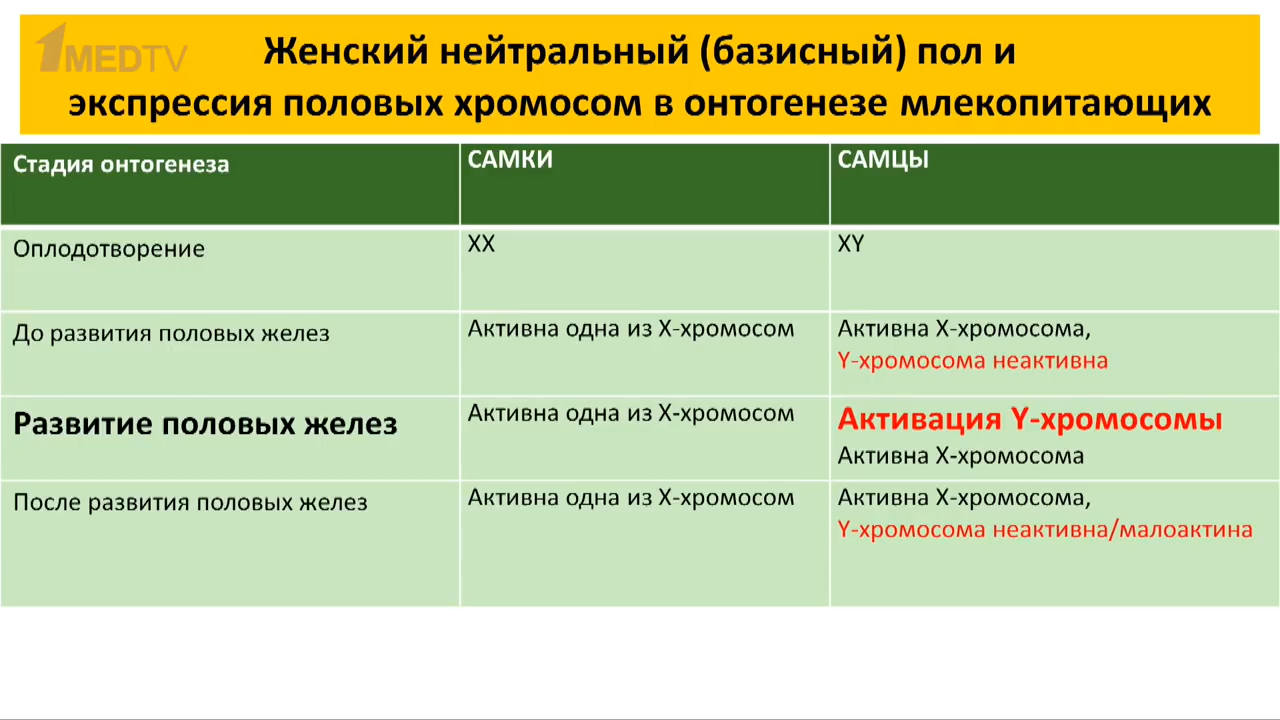 1MEDTV
Женский нейтральный (базисный) пол и
экспрессия половых хромосом в онтогенезе млекопитающих
Стадия онтогенеза
САМКИ
САМЦЫ
Оплодотворение
XX
XY
До развития половых желез
Активна одна из X-хромосом
Активна X-хромосома,
Y-хромосома неактивна
Развитие половых желез
Активна одна из X-хромосом
Активация Y-хромосомы
Активна X-хромосома
После развития половых желез
Активна одна из X-хромосом
Активна X-хромосома,
Y-хромосома неактивна/малоактина